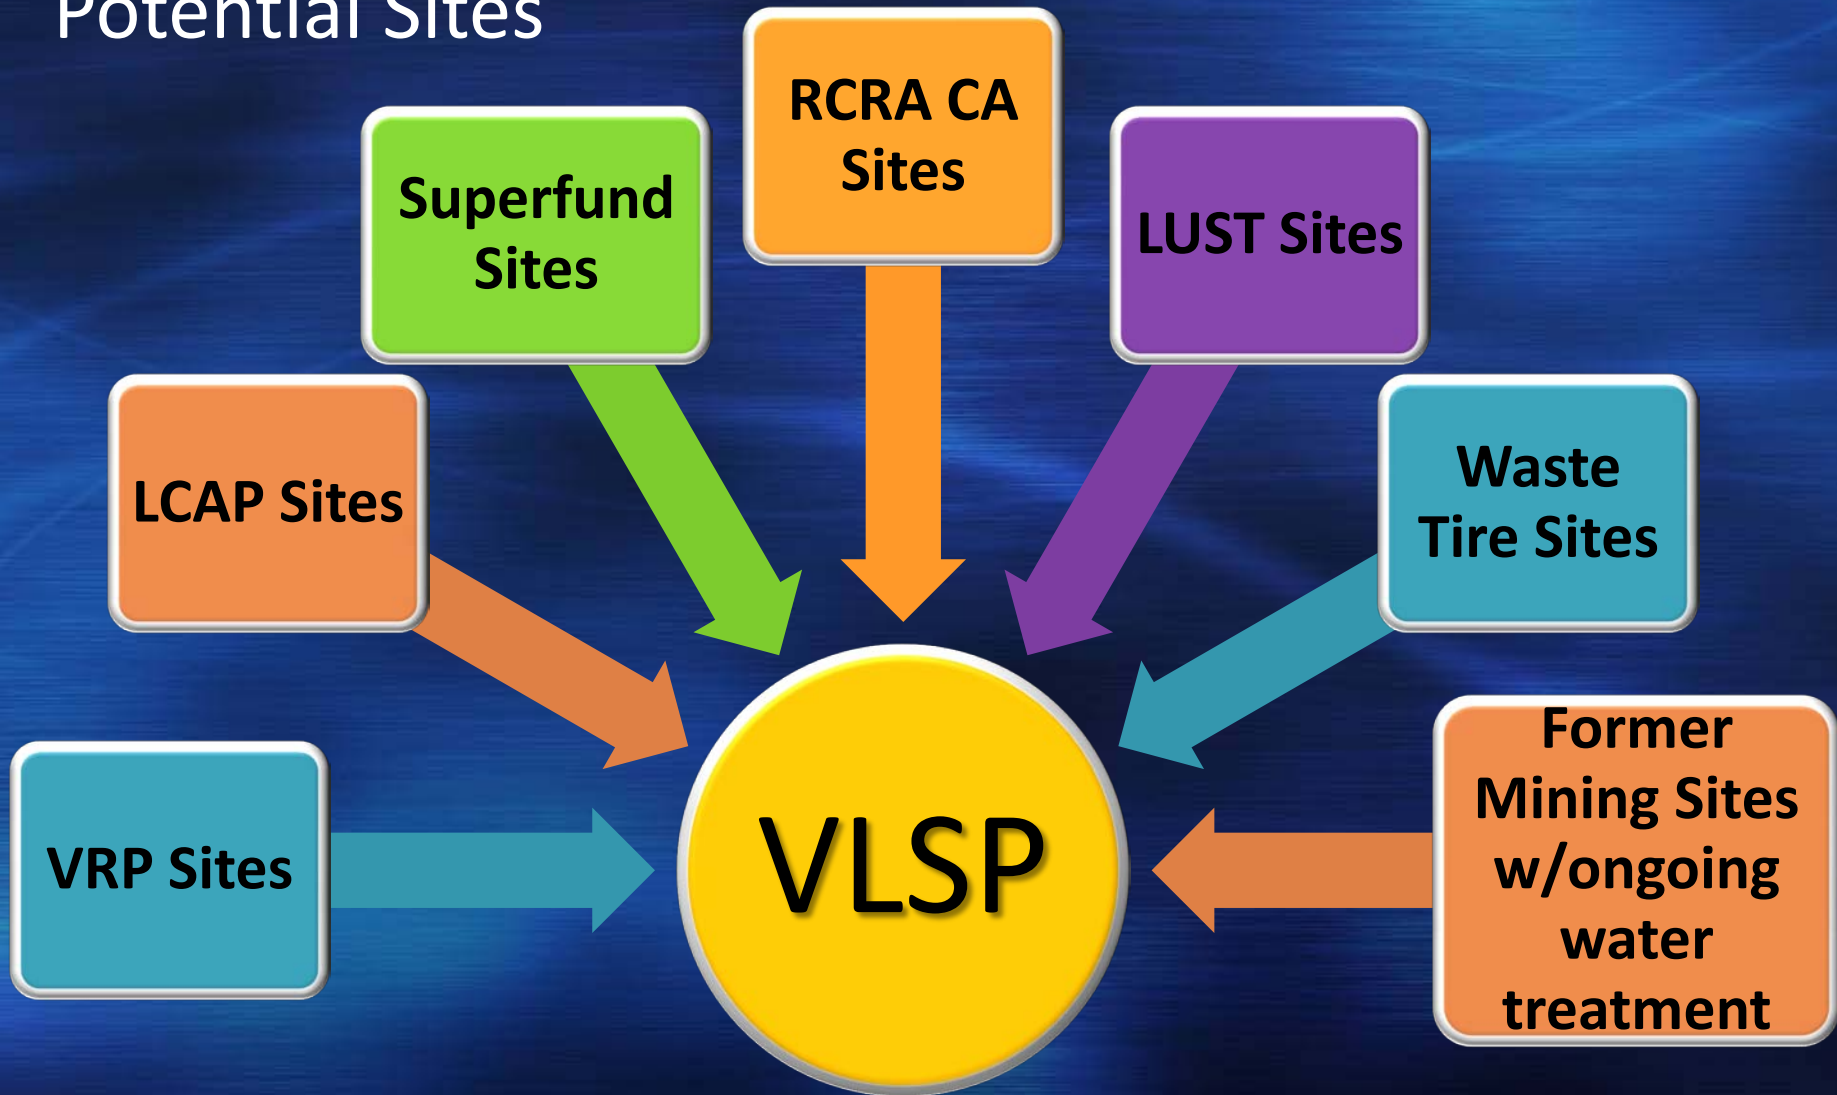 Potential Sites
RCRA CA
Sites
Superfund
Sites
LUST Sites
LCAP Sites
Waste
Tire Sites
VRP Sites
VLSP
Former
Mining Sites
w/ongoing
water
treatment